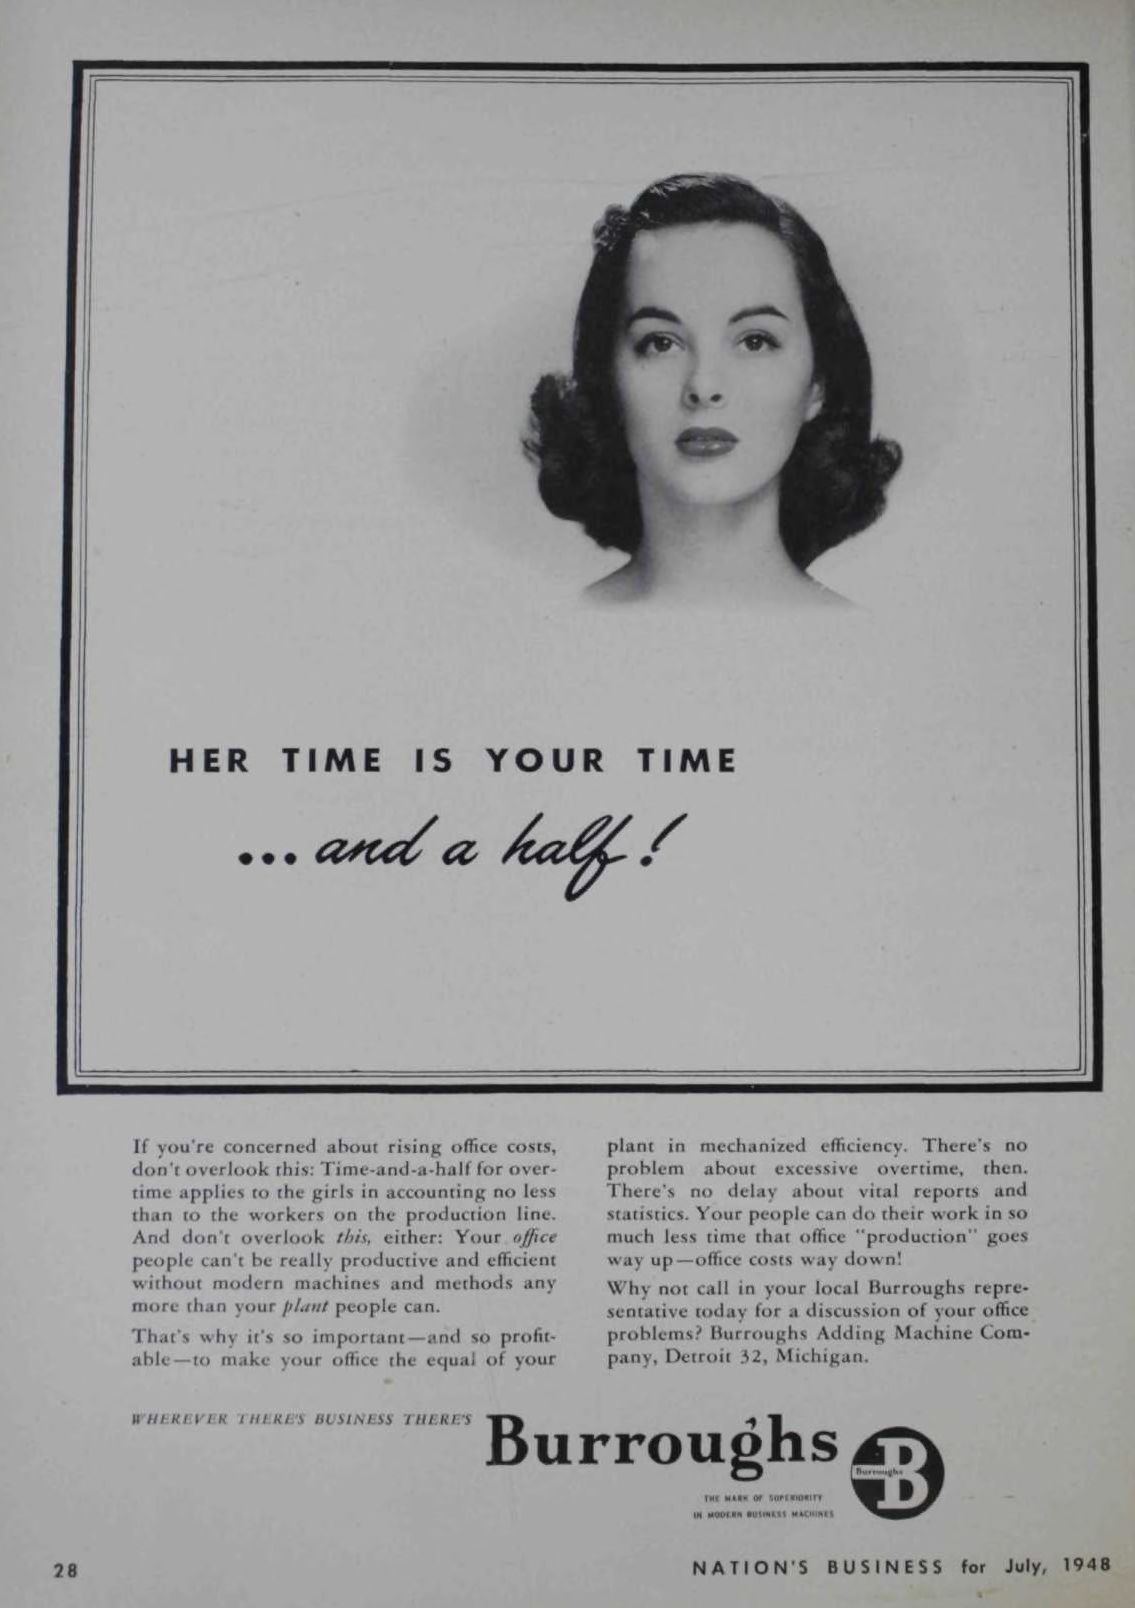 HER TIME IS YOUR TIME
...and a half!
If you're concerned about rising office costs,
don't overlook this: Time-and-a-half for over-
time applies to the girls in accounting no less
than to the workers on the production line.
And don't overlook this, either: Your office
people can't be really productive and efficient
without modern machines and methods any
more than your plant people can.
That's why it's so important—and so profit-
able—to make your office the equal of your
plant in mechanized efficiency. There's no
problem about excessive overtime, then.
There's no delay about vital reports and
statistics. Your people can do their work in so
much less time that office "production" goes
way up—office costs way down!
Why not call in your local Burroughs repre-
sentative today for a discussion of your office
problems? Burroughs Adding Machine Com-
pany, Detroit 32, Michigan.
WHEREVER THERE'S BUSINESS THERE'S
Burroughs
B
Burroughs
THE MARK OF SUPERIORITY
IN MODERN BUSINESS MACHINES
28
NATION'S BUSINESS for July, 1948